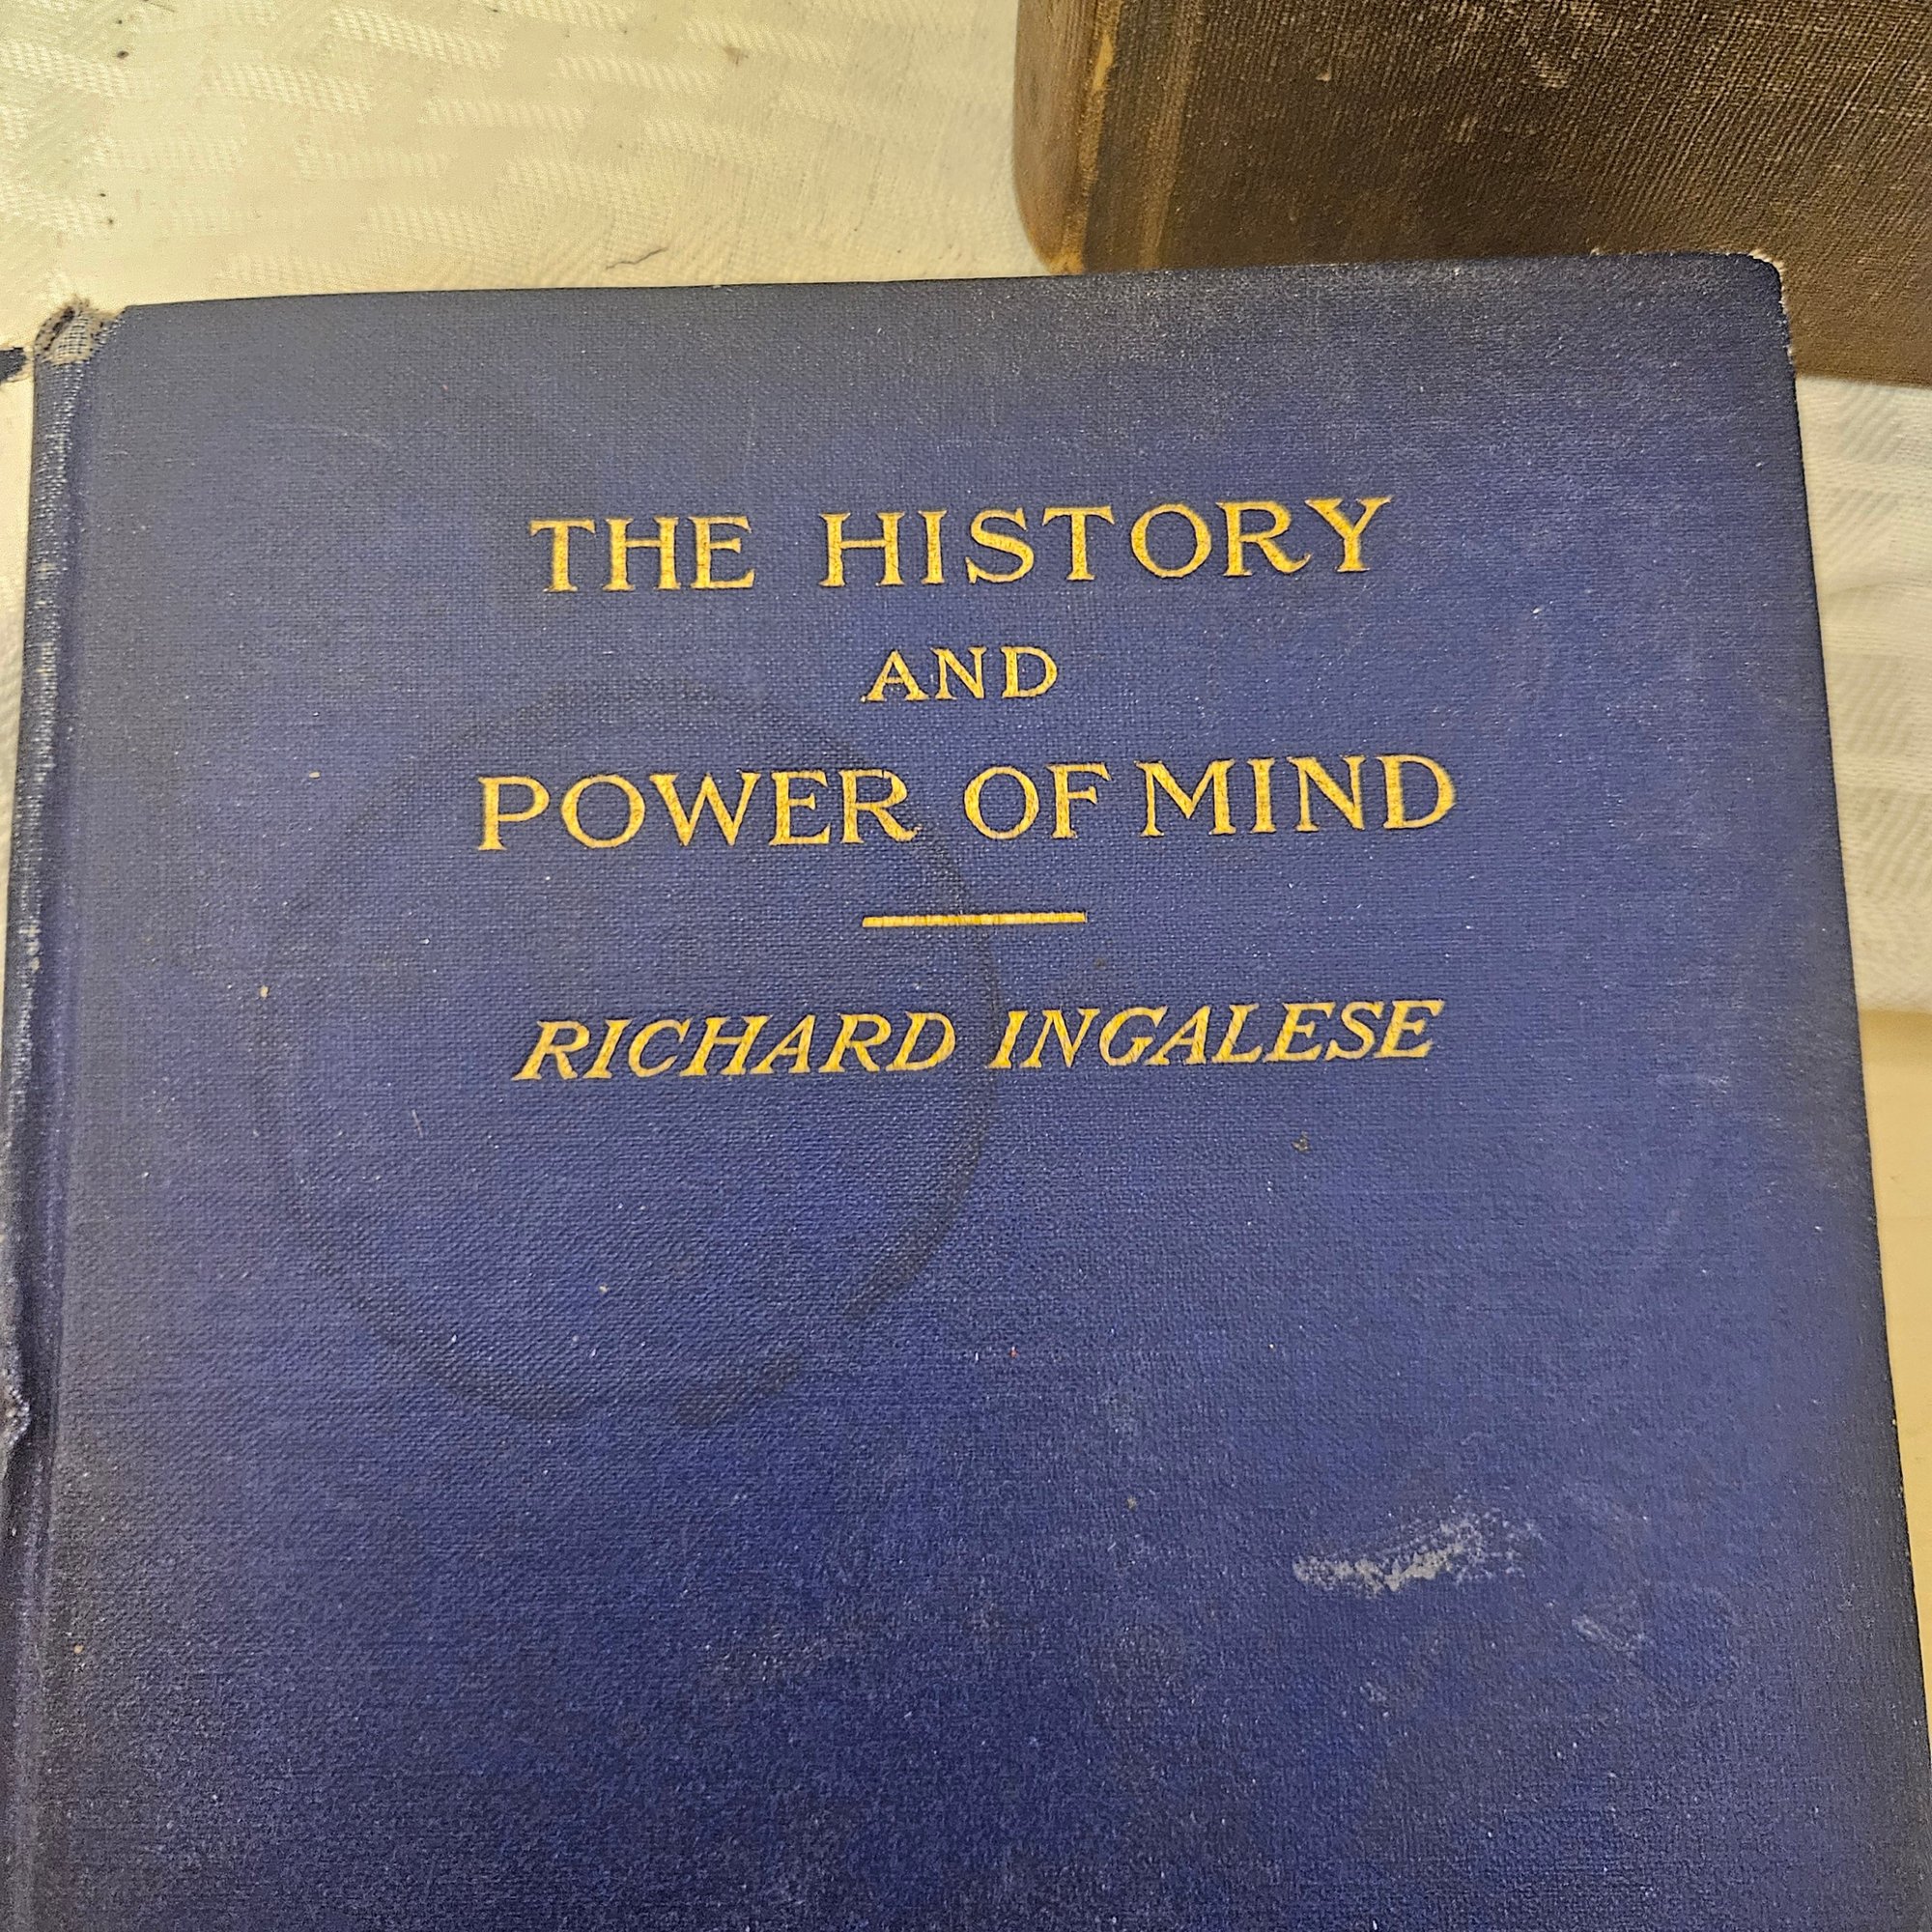 THE HISTORY
AND
POWER OF MIND
RICHARD INGALESE